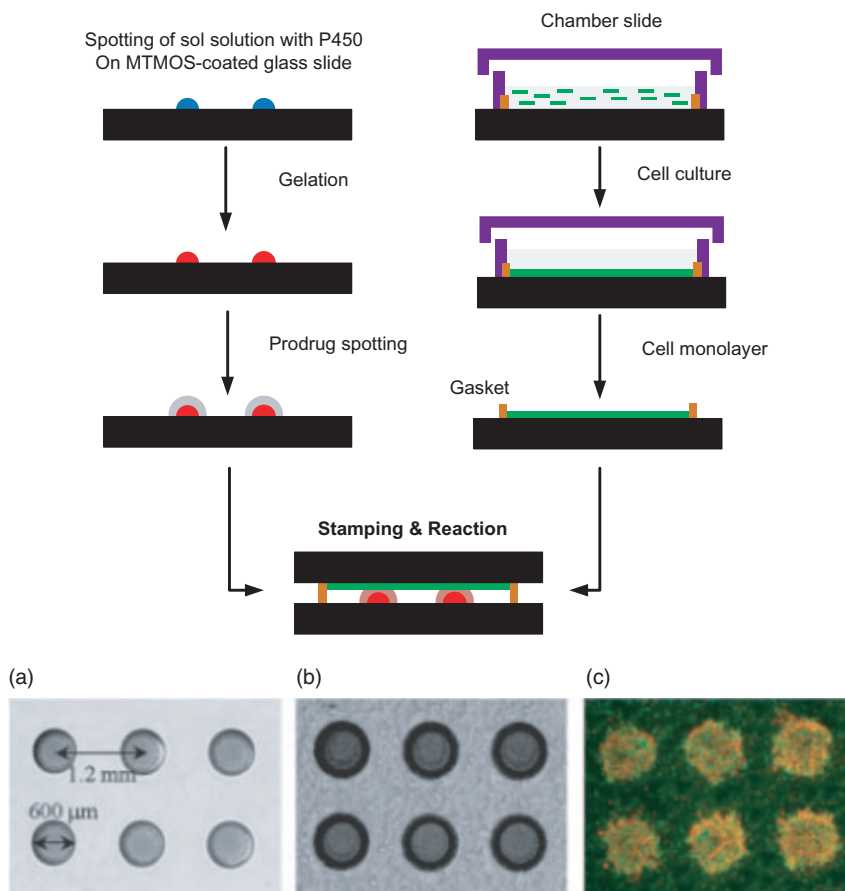 Spotting of sol solution with P450
On MTMOS-coated glass slide
Gelation
Prodrug spotting
Chamber slide
Cell culture
Cell monolayer
Gasket
Stamping & Reaction
(a)
1.2 mm
600 μm
(b)
(c)